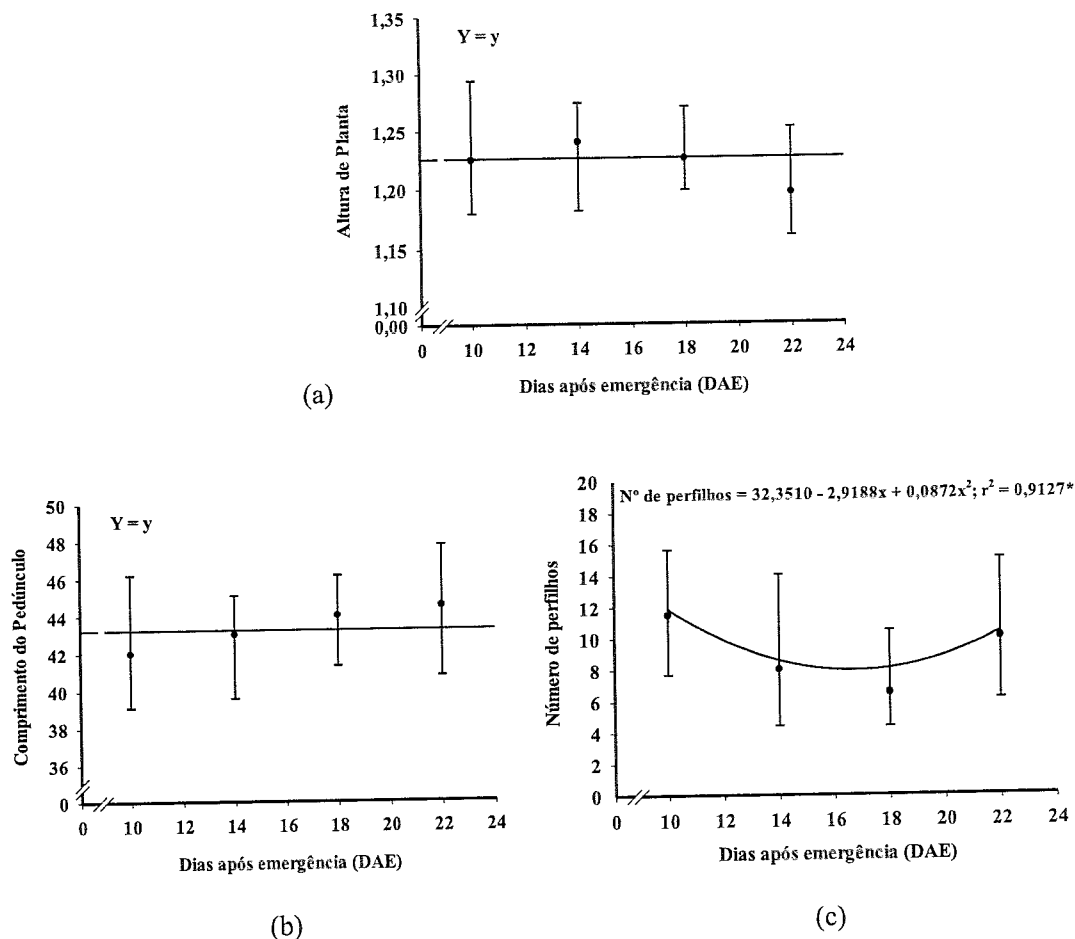 1,35
Y = y
1,30
1,25
1,20
1,15
1,10
0,00
Altura de Planta
0 10 12 14 16 18 20 22 24
Dias após emergência (DAE)
(a)
50
Y = y
48
46
44
42
40
38
36
0
Comprimento do Pedúnculo
0 10 12 14 16 18 20 22 24
Dias após emergência (DAE)
(b)
20
Nº de perfilhos = 32,3510 - 2,9188x + 0,0872x²; r² = 0,9127*
18
16
14
12
10
8
6
4
2
0
Número de perfilhos
0 10 12 14 16 18 20 22 24
Dias após emergência (DAE)
(c)